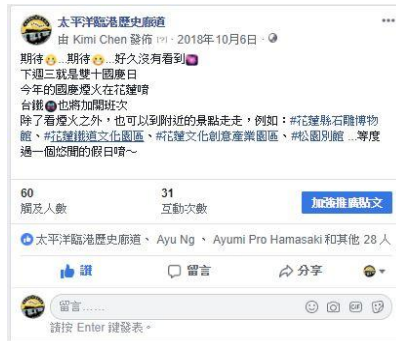 太平洋臨港歷史廊道
由 Kimi Chen 發佈 [?] · 2018年10月6日 ·
期待 ...期待 ...好久沒有看到
下週三就是雙十國慶日
今年的國慶煙火在花蓮唷
台鐵 也將加開班次
除了看煙火之外，也可以到附近的景點走走，例如：#花蓮縣石雕博物
館、#花蓮鐵道文化園區、#花蓮文化創意產業園區、#松園別館 ...等度
過一個悠閒的假日唷～
60 31
觸及人數 互動次數 加強推廣貼文
太平洋臨港歷史廊道、 Ayu Ng 、 Ayumi Pro Hamasaki 和其他 28 人
讚 留言 分享
留言...... GIF
請按 Enter 鍵發表。